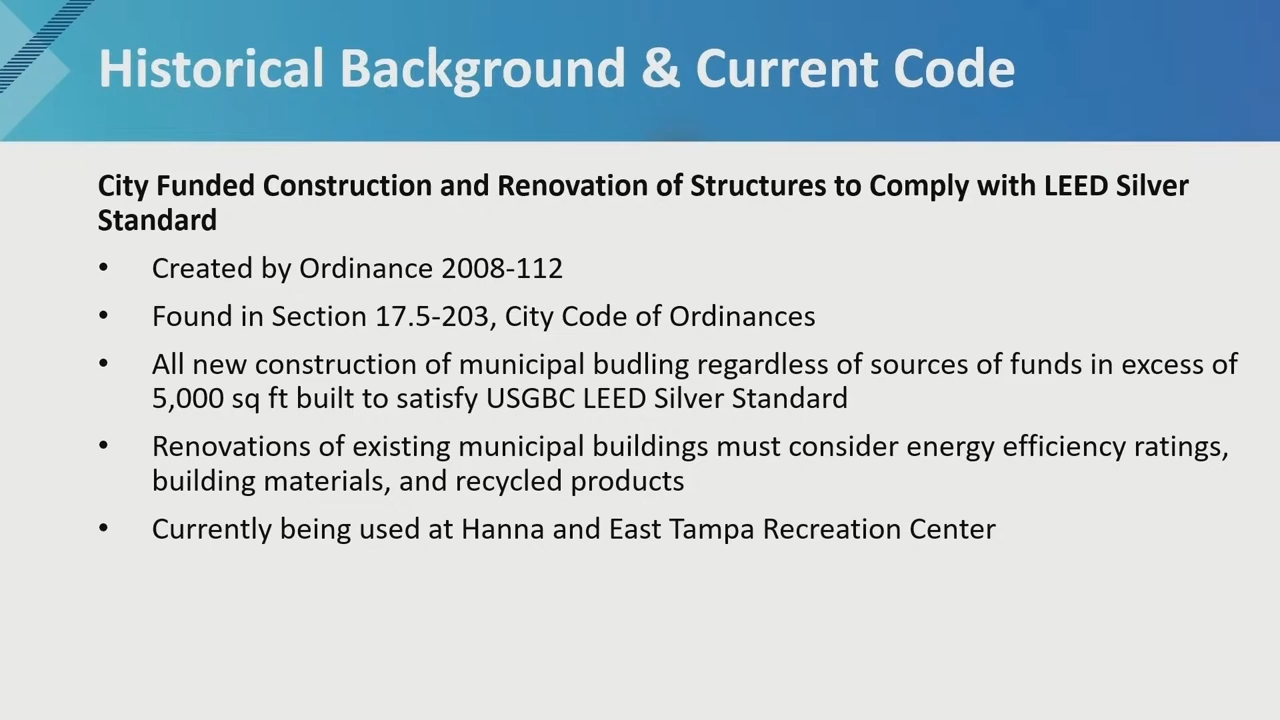 Historical Background & Current Code
City Funded Construction and Renovation of Structures to Comply with LEED Silver
Standard
• Created by Ordinance 2008-112
• Found in Section 17.5-203, City Code of Ordinances
• All new construction of municipal budling regardless of sources of funds in excess of
5,000 sq ft built to satisfy USGBC LEED Silver Standard
• Renovations of existing municipal buildings must consider energy efficiency ratings,
building materials, and recycled products
• Currently being used at Hanna and East Tampa Recreation Center